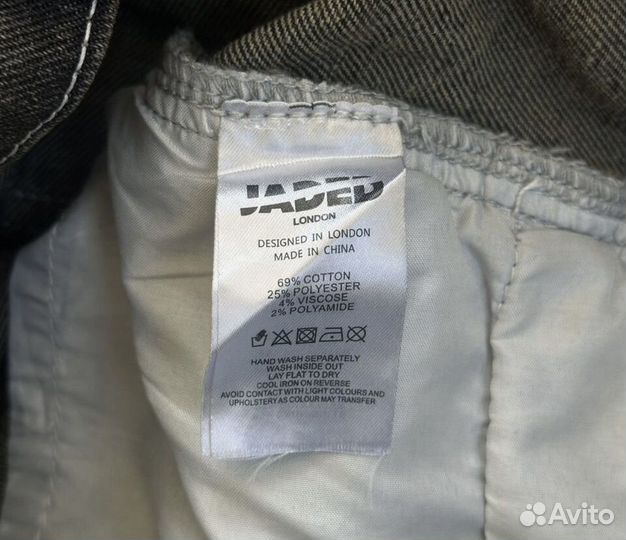 JADED
LONDON
DESIGNED IN LONDON
MADE IN CHINA
69% COTTON
25% POLYESTER
4% VISCOSE
2% POLYAMIDE
HAND WASH SEPARATELY
WASH INSIDE OUT
LAY FLAT TO DRY
COOL IRON ON REVERSE
AVOID CONTACT WITH LIGHT COLOURS AND
UPHOLSTERY AS COLOUR MAY TRANSFER
Avito